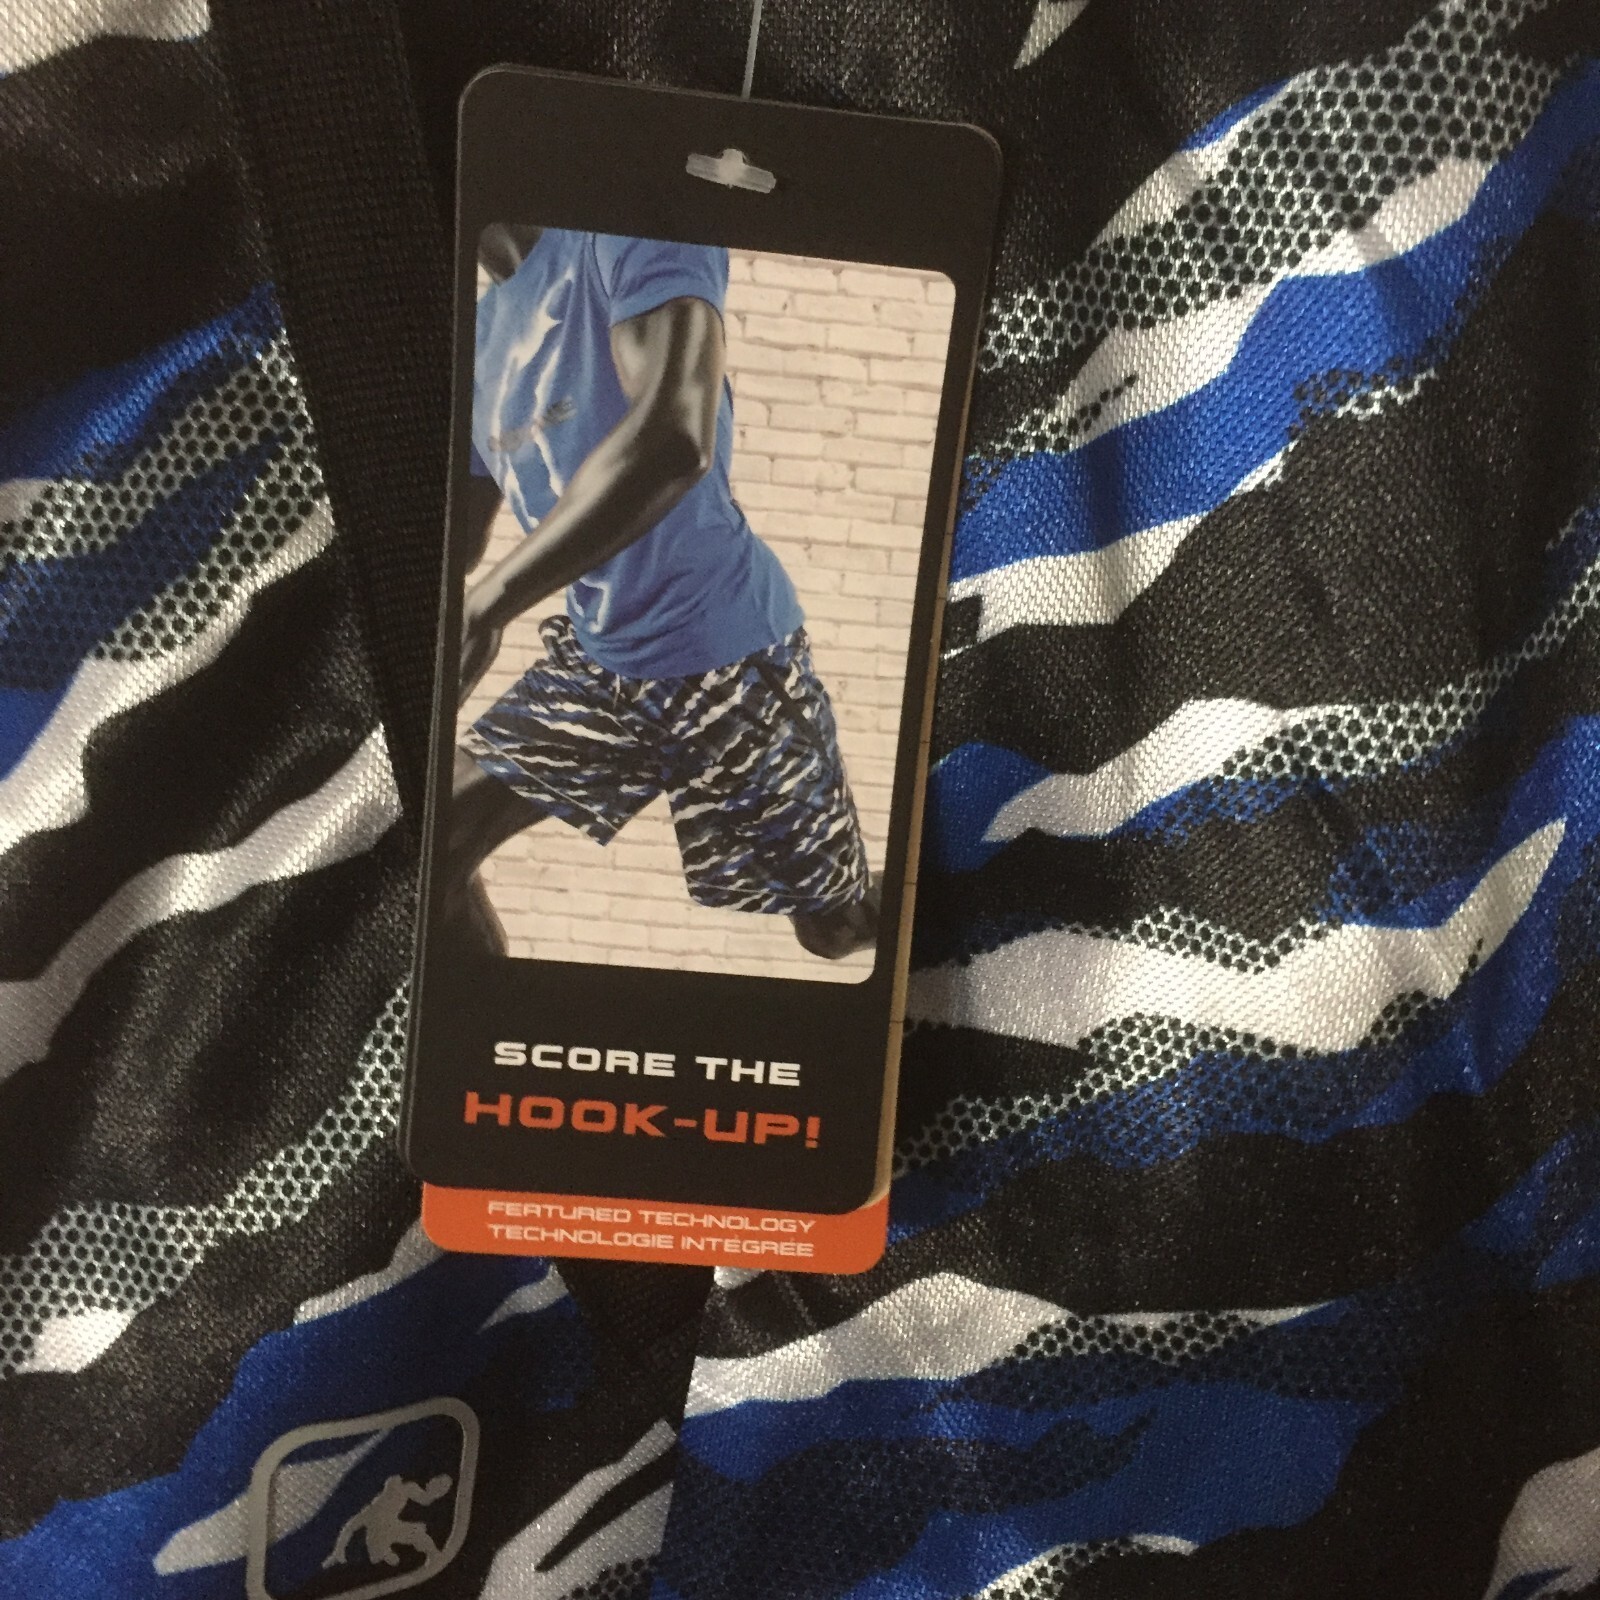 SCORE THE
HOOK-UP!
FEATURED TECHNOLOGY
TECHNOLOGIE INTÉGRÉE